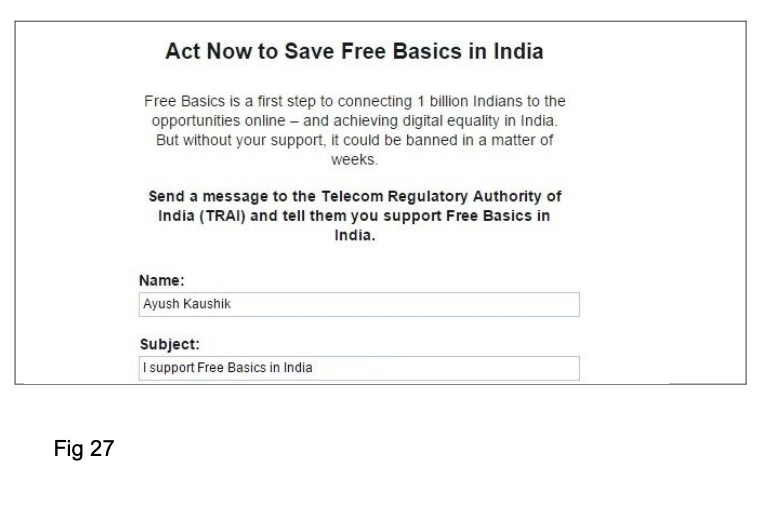 Act Now to Save Free Basics in India
Free Basics is a first step to connecting 1 billion Indians to the
opportunities online – and achieving digital equality in India.
But without your support, it could be banned in a matter of
weeks.
Send a message to the Telecom Regulatory Authority of
India (TRAI) and tell them you support Free Basics in
India.
Name:
Ayush Kaushik
Subject:
I support Free Basics in India
Fig 27